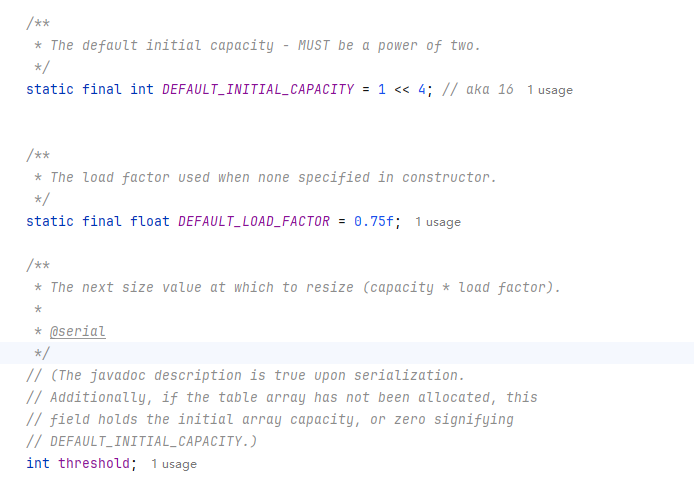 /**
 * The default initial capacity - MUST be a power of two.
 */
static final int DEFAULT_INITIAL_CAPACITY = 1 << 4; // aka 16 1 usage
/**
 * The load factor used when none specified in constructor.
 */
static final float DEFAULT_LOAD_FACTOR = 0.75f; 1 usage
/**
 * The next size value at which to resize (capacity * load factor).
 *
 * @serial
 */
// (The javadoc description is true upon serialization.
// Additionally, if the table array has not been allocated, this
// field holds the initial array capacity, or zero signifying
// DEFAULT_INITIAL_CAPACITY.)
int threshold; 1 usage